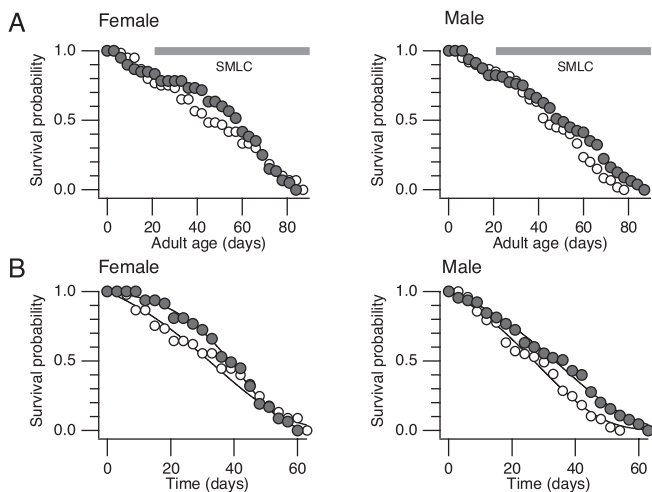 A
Female
Male
1.0
0.5
0.0
Survival probability
SMLC
0 20 40 60 80
Adult age (days)
1.0
0.5
0.0
Survival probability
SMLC
0 20 40 60 80
Adult age (days)
B
Female
Male
1.0
0.5
0.0
Survival probability
0 20 40 60
Time (days)
1.0
0.5
0.0
Survival probability
0 20 40 60
Time (days)